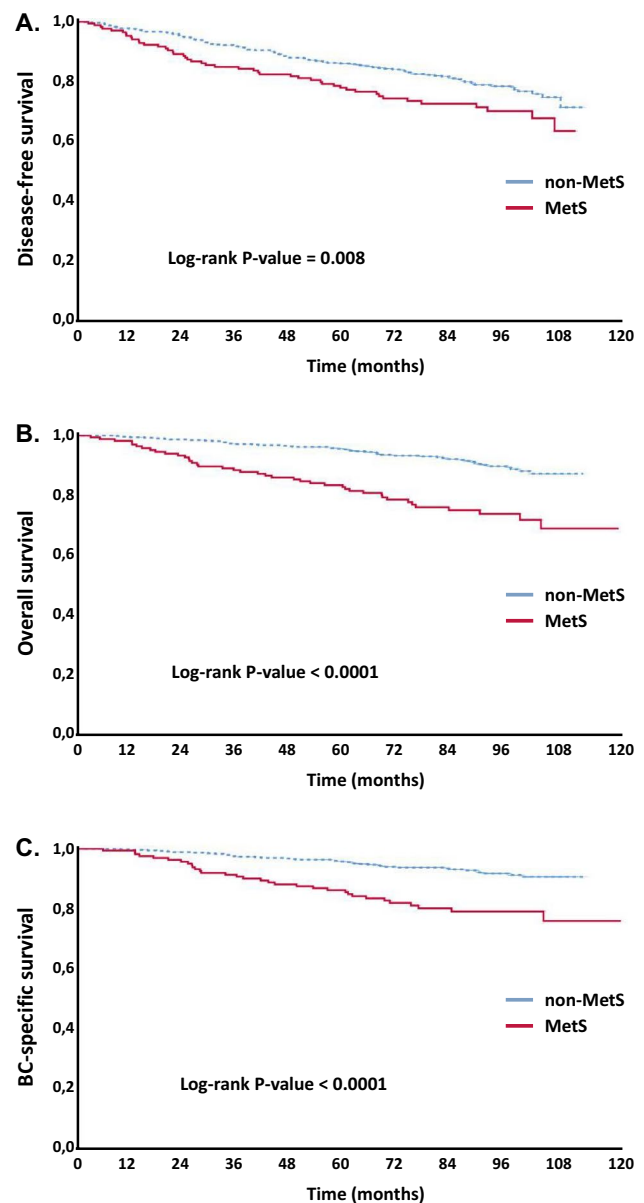 A.
Disease-free survival
1,0
0,8
0,6
0,4
0,2
0,0
non-MetS
MetS
Log-rank P-value = 0.008
0 12 24 36 48 60 72 84 96 108 120
Time (months)
B.
Overall survival
1,0
0,8
0,6
0,4
0,2
0,0
non-MetS
MetS
Log-rank P-value < 0.0001
0 12 24 36 48 60 72 84 96 108 120
Time (months)
C.
BC-specific survival
1,0
0,8
0,6
0,4
0,2
0,0
non-MetS
MetS
Log-rank P-value < 0.0001
0 12 24 36 48 60 72 84 96 108 120
Time (months)